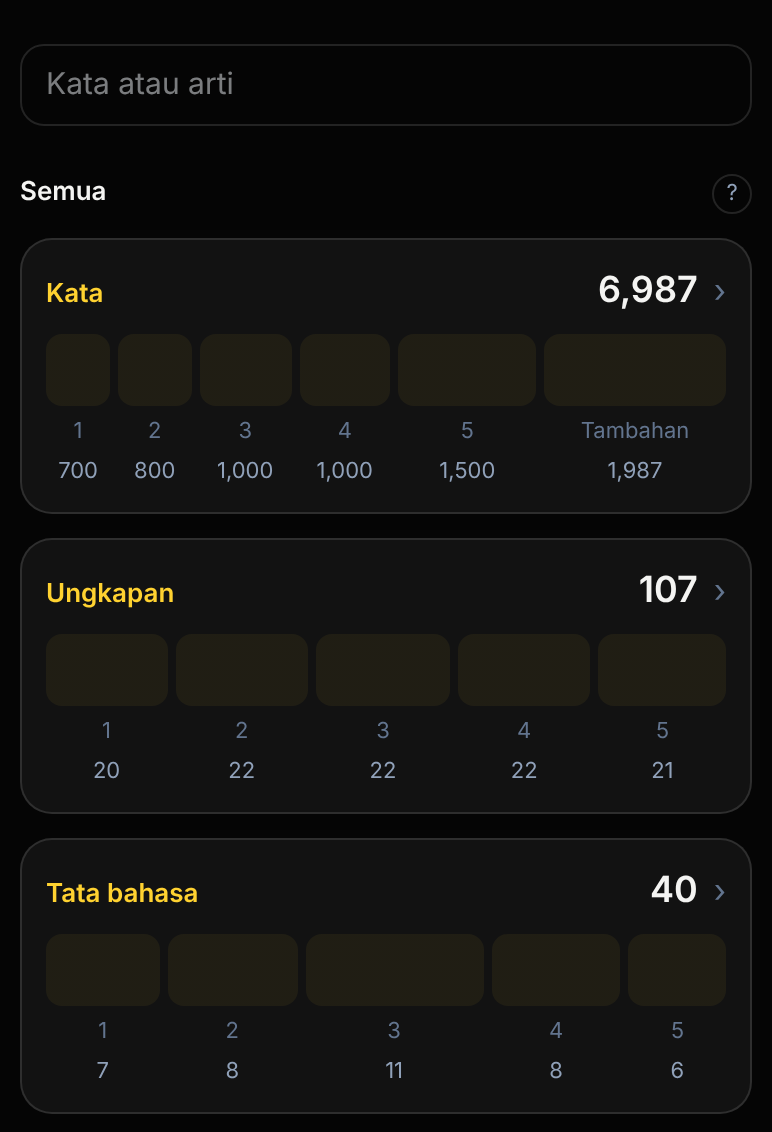 Kata atau arti
Semua ?
Kata 6,987 ›
1 2 3 4 5 Tambahan
700 800 1,000 1,000 1,500 1,987
Ungkapan 107 ›
1 2 3 4 5
20 22 22 22 21
Tata bahasa 40 ›
1 2 3 4 5
7 8 11 8 6